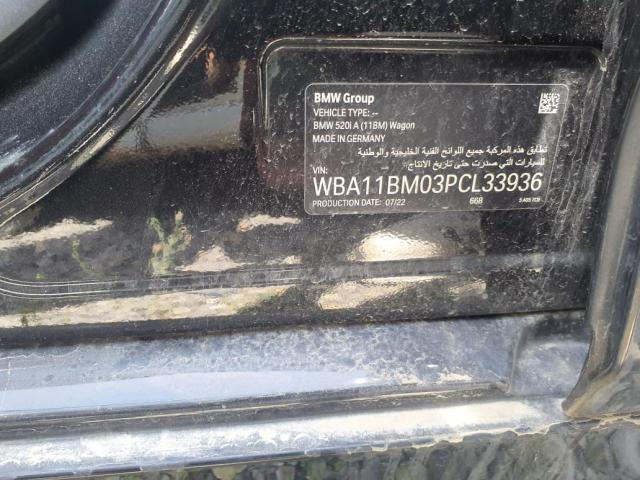 BMW Group
VEHICLE TYPE: --
BMW 520i A (11BM) Wagon
MADE IN GERMANY
تطابق هذه المركبة جميع اللوائح الفنية الخليجية والوطنية
للسيارات التي صدرت حتى تاريخ الانتاج
VIN:
WBA11BM03PCL33936
PRODUCTION DATE: 07/22 668